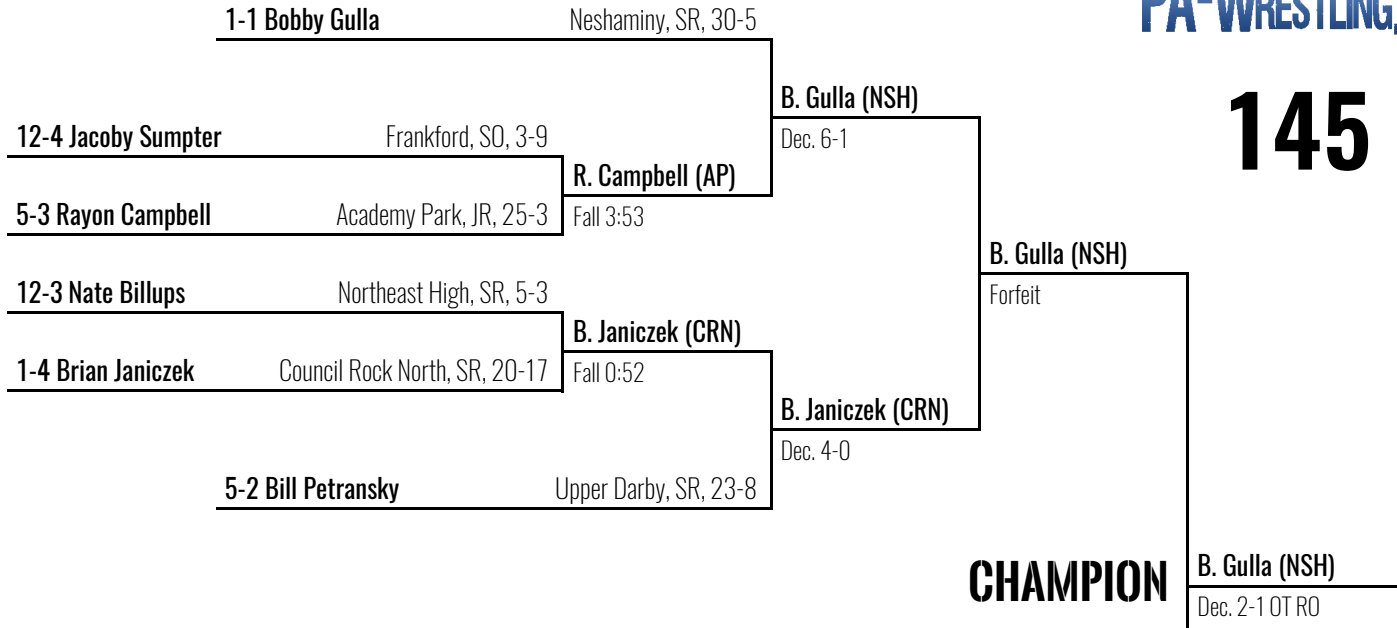 PA-WRESTLING.
145
1-1 Bobby Gulla Neshaminy, SR, 30-5
B. Gulla (NSH)
Dec. 6-1
12-4 Jacoby Sumpter Frankford, SO, 3-9
R. Campbell (AP)
Fall 3:53
5-3 Rayon Campbell Academy Park, JR, 25-3
B. Gulla (NSH)
Forfeit
12-3 Nate Billups Northeast High, SR, 5-3
B. Janiczek (CRN)
Fall 0:52
1-4 Brian Janiczek Council Rock North, SR, 20-17
B. Janiczek (CRN)
Dec. 4-0
5-2 Bill Petransky Upper Darby, SR, 23-8
CHAMPION B. Gulla (NSH)
Dec. 2-1 OT RO